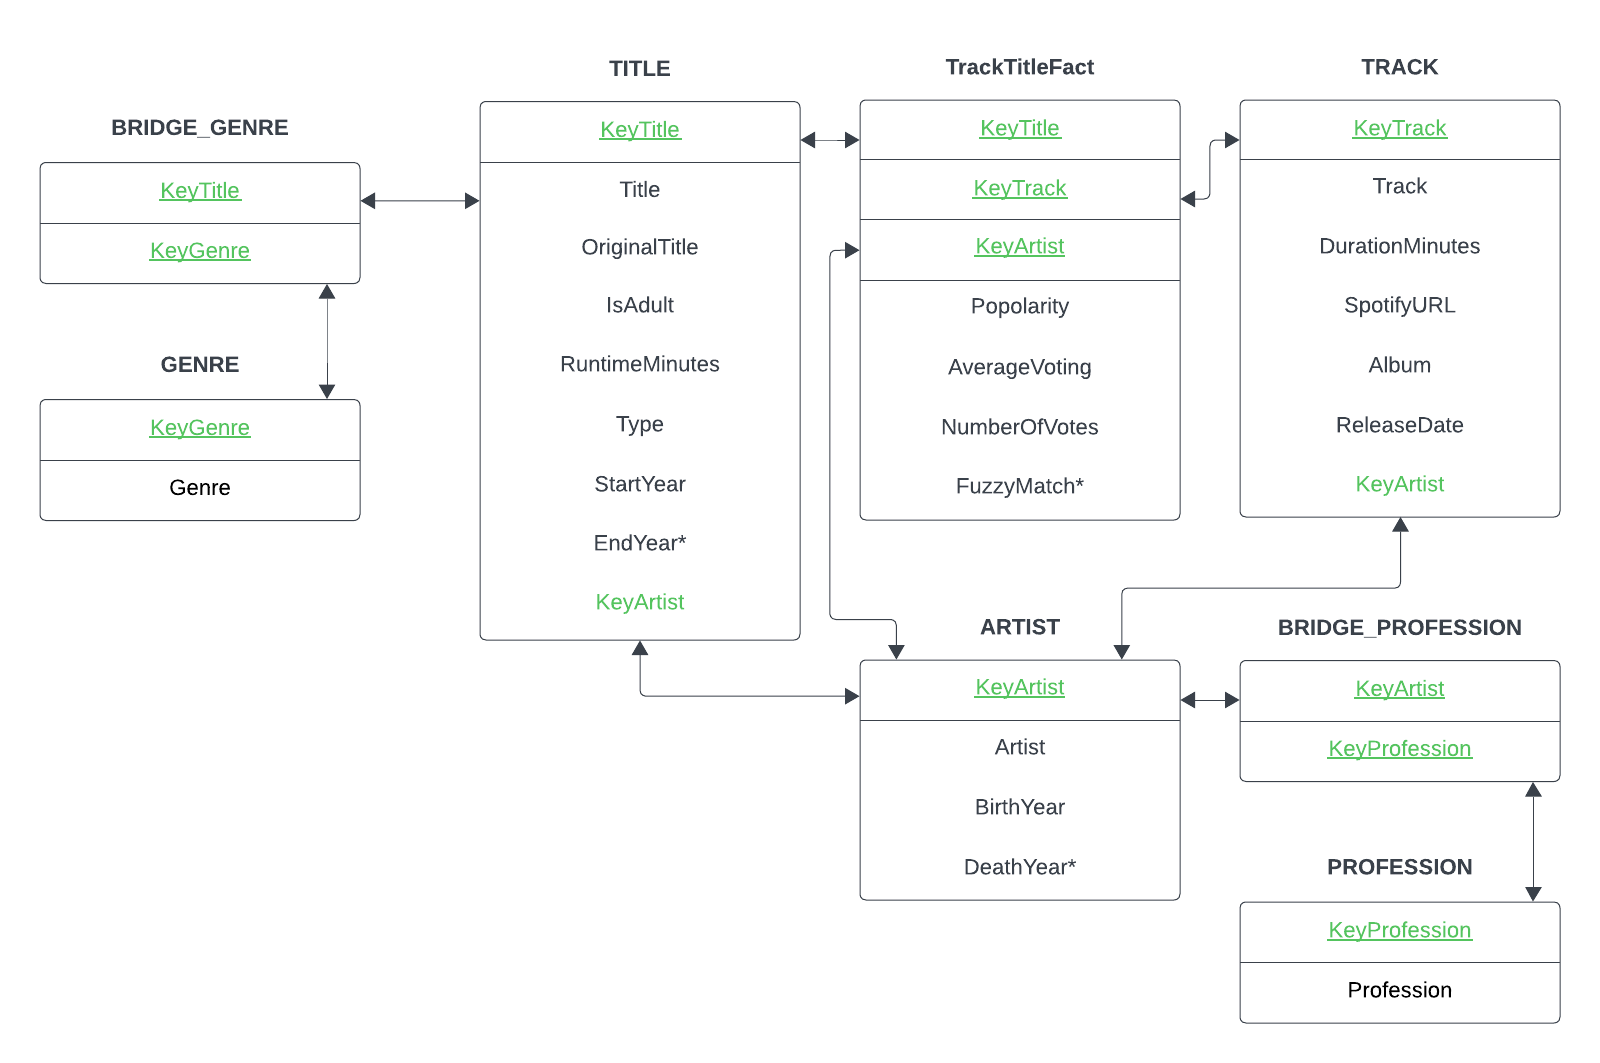 BRIDGE_GENRE
KeyTitle
KeyGenre
GENRE
KeyGenre
Genre
TITLE
KeyTitle
Title
OriginalTitle
IsAdult
RuntimeMinutes
Type
StartYear
EndYear*
KeyArtist
TrackTitleFact
KeyTitle
KeyTrack
KeyArtist
Popolarity
AverageVoting
NumberOfVotes
FuzzyMatch*
TRACK
KeyTrack
Track
DurationMinutes
SpotifyURL
Album
ReleaseDate
KeyArtist
ARTIST
KeyArtist
Artist
BirthYear
DeathYear*
BRIDGE_PROFESSION
KeyArtist
KeyProfession
PROFESSION
KeyProfession
Profession